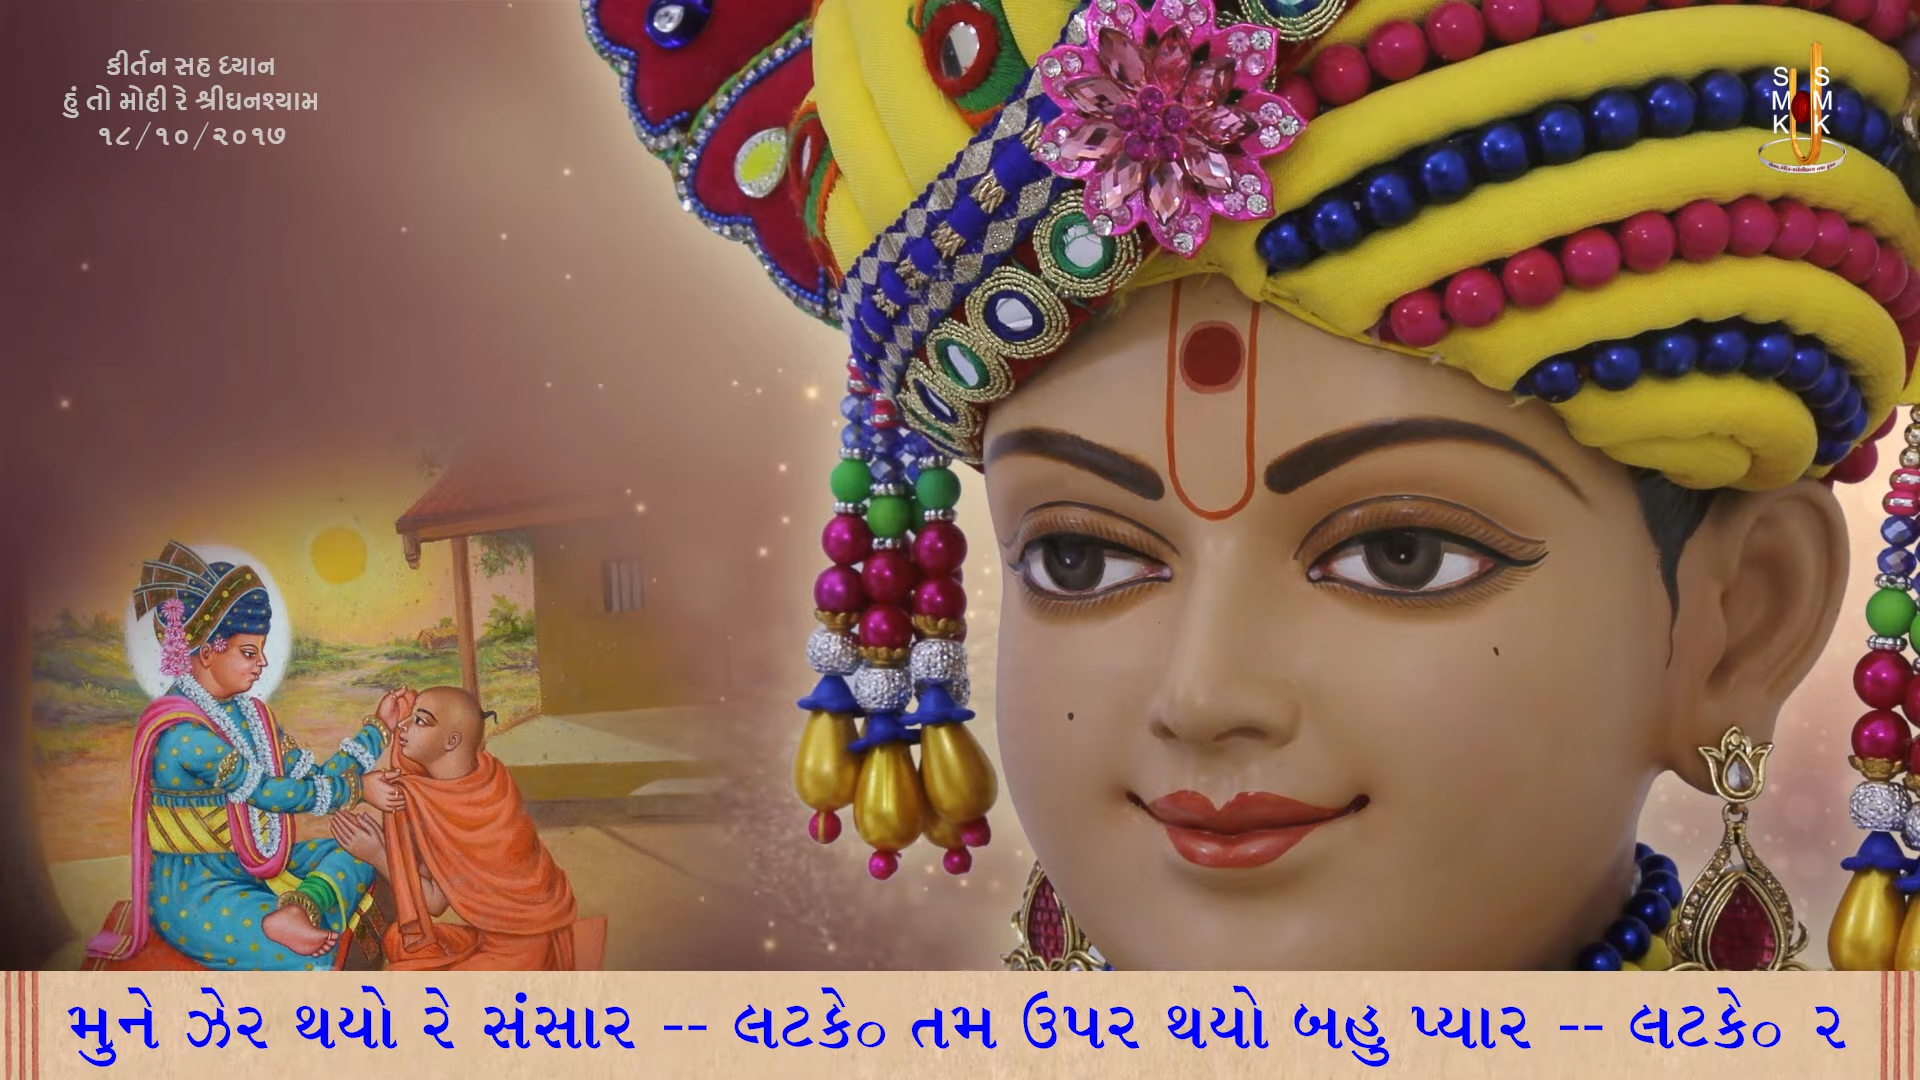 કીર્તન સહ ધ્યાન
હું તો મોહી રે શ્રીઘનશ્યામ
૧૮/૧૦/૨૦૧૭
S S
M M
K K
મુને ઝેર થયો રે સંસાર -- લટકે૦ તમ ઉપર થયો બહુ પ્યાર -- લટકે૦ ૨